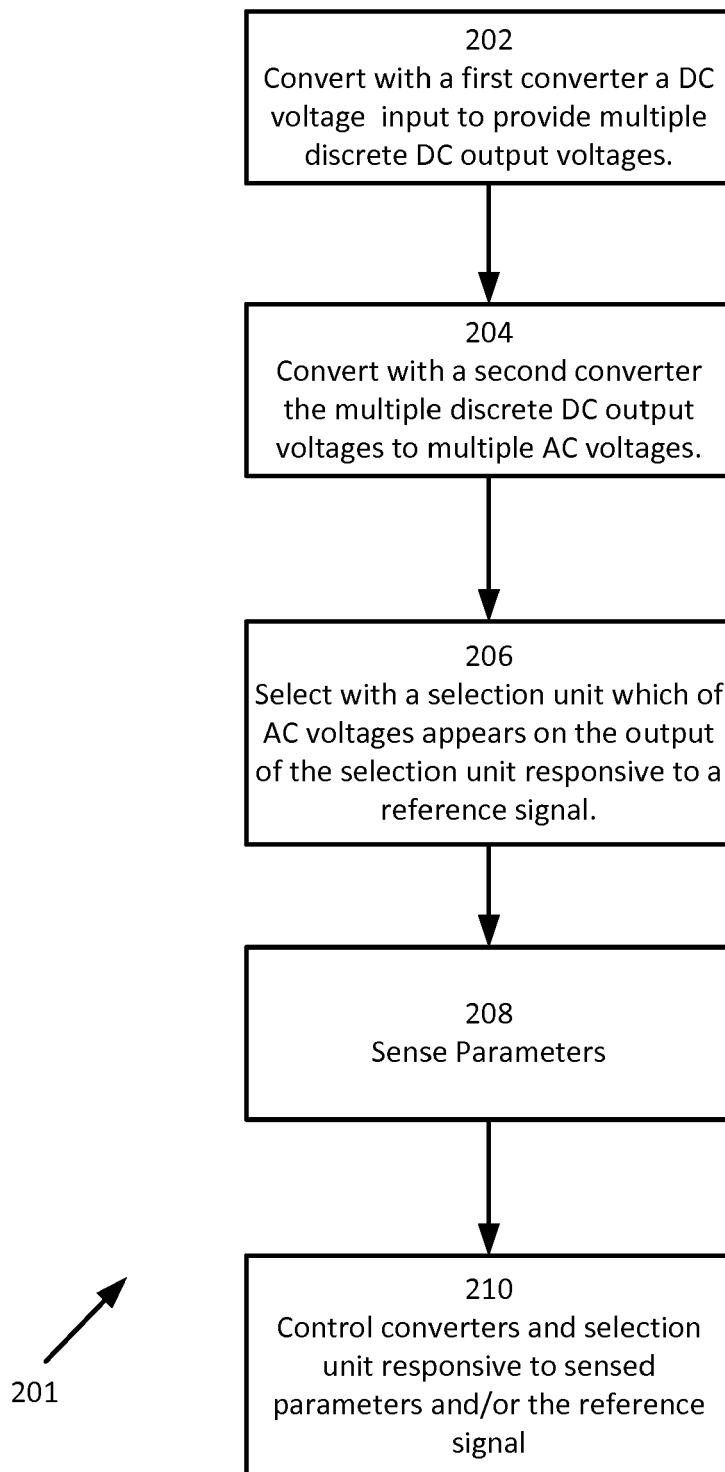 202
Convert with a first converter a DC
voltage input to provide multiple
discrete DC output voltages.
204
Convert with a second converter
the multiple discrete DC output
voltages to multiple AC voltages.
206
Select with a selection unit which of
AC voltages appears on the output
of the selection unit responsive to a
reference signal.
208
Sense Parameters
210
Control converters and selection
unit responsive to sensed
parameters and/or the reference
signal
201